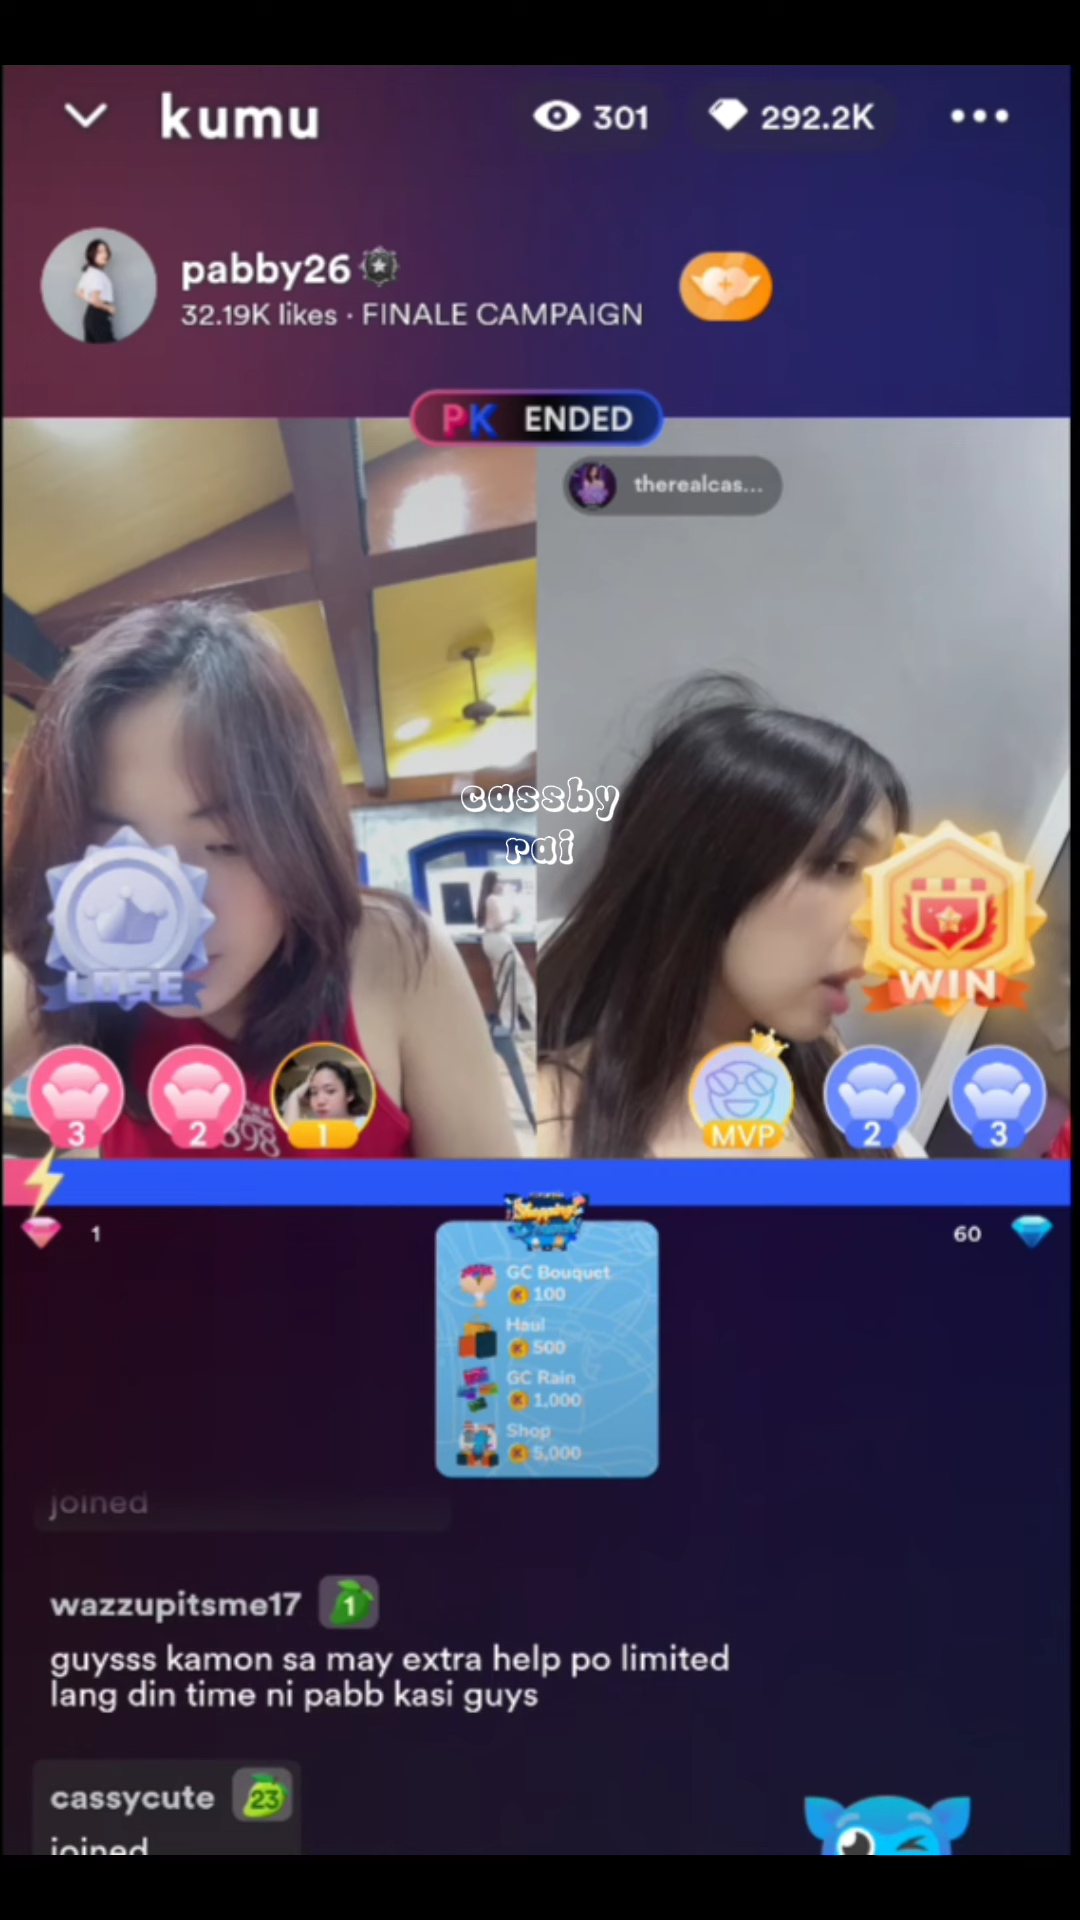 kumu 301 292.2K
pabby26
32.19K likes · FINALE CAMPAIGN
PK ENDED
therealcas...
cassby
rai
LOSE
WIN
3 2 1 MVP 2 3
898
1 60
Shopping
GC Bouquet
100
Haul
500
GC Rain
1,000
Shop
5,000
joined
wazzupitsme17 1
guysss kamon sa may extra help po limited
lang din time ni pabb kasi guys
cassycute 23
joined